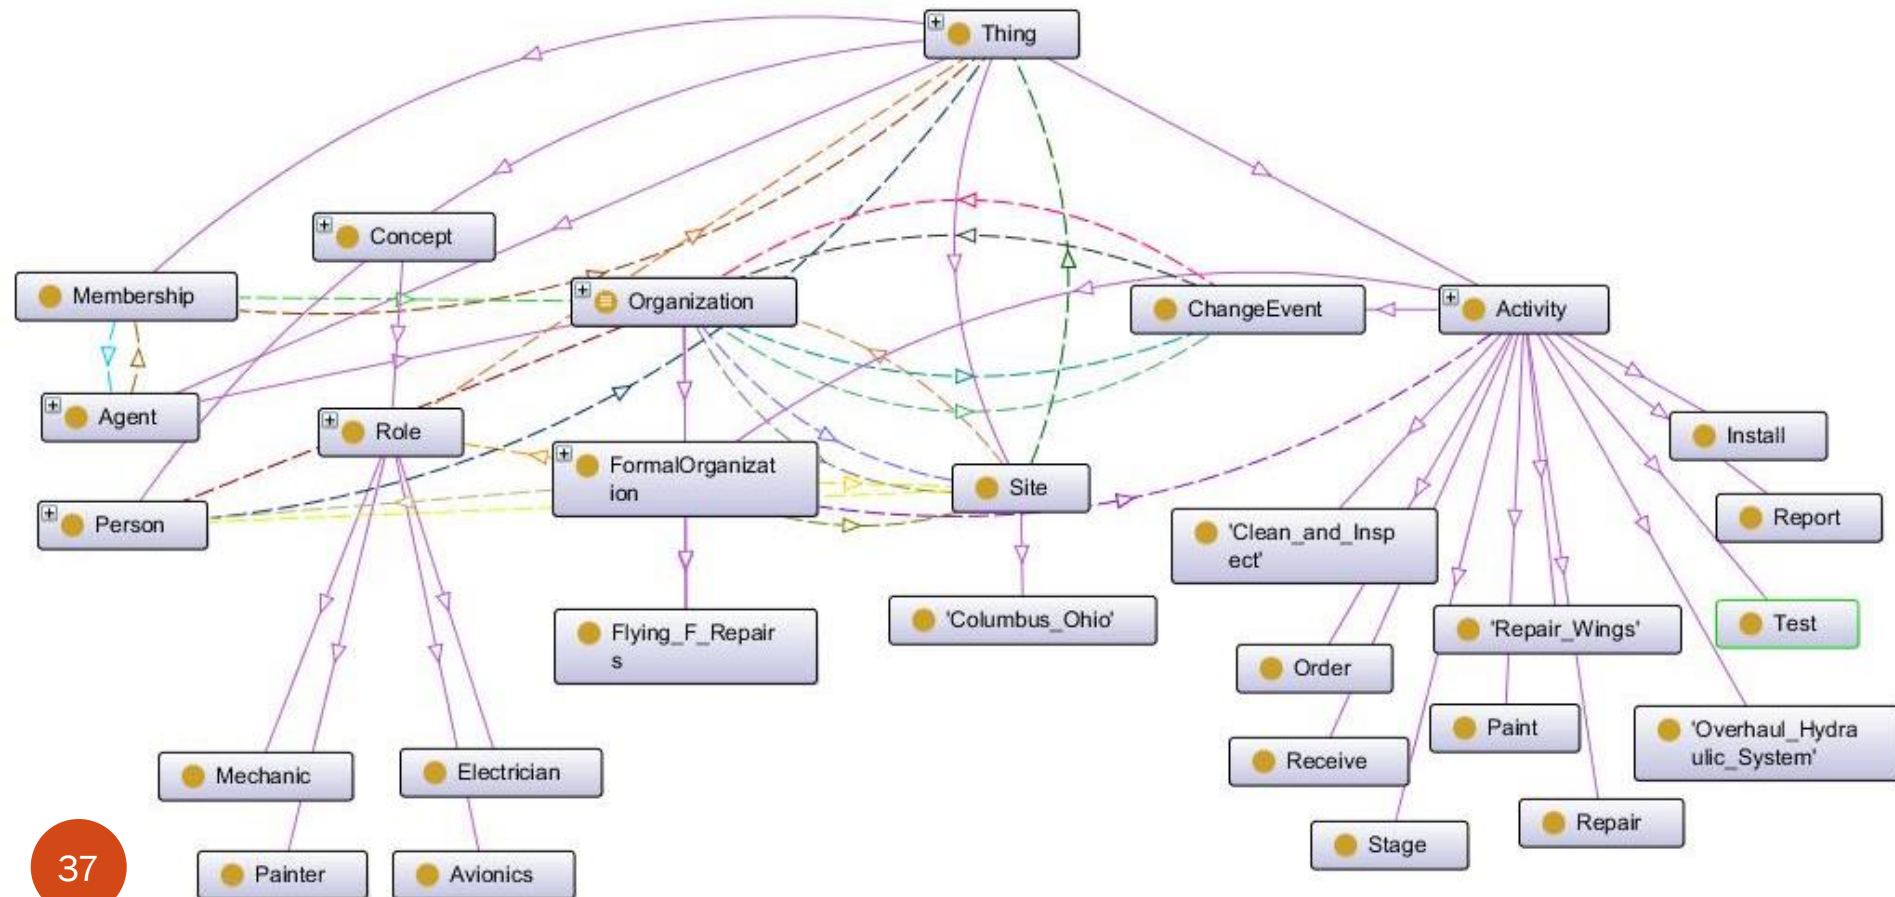 Thing
Concept
Membership
Organization
ChangeEvent
Activity
Agent
Role
Install
FormalOrganizat
ion
Site
Person
Report
'Clean_and_Insp
ect'
Flying_F_Repair
s
'Columbus_Ohio'
'Repair_Wings'
Test
Order
Paint
'Overhaul_Hydra
ulic_System'
Receive
Mechanic
Electrician
Repair
Stage
Painter
Avionics
37